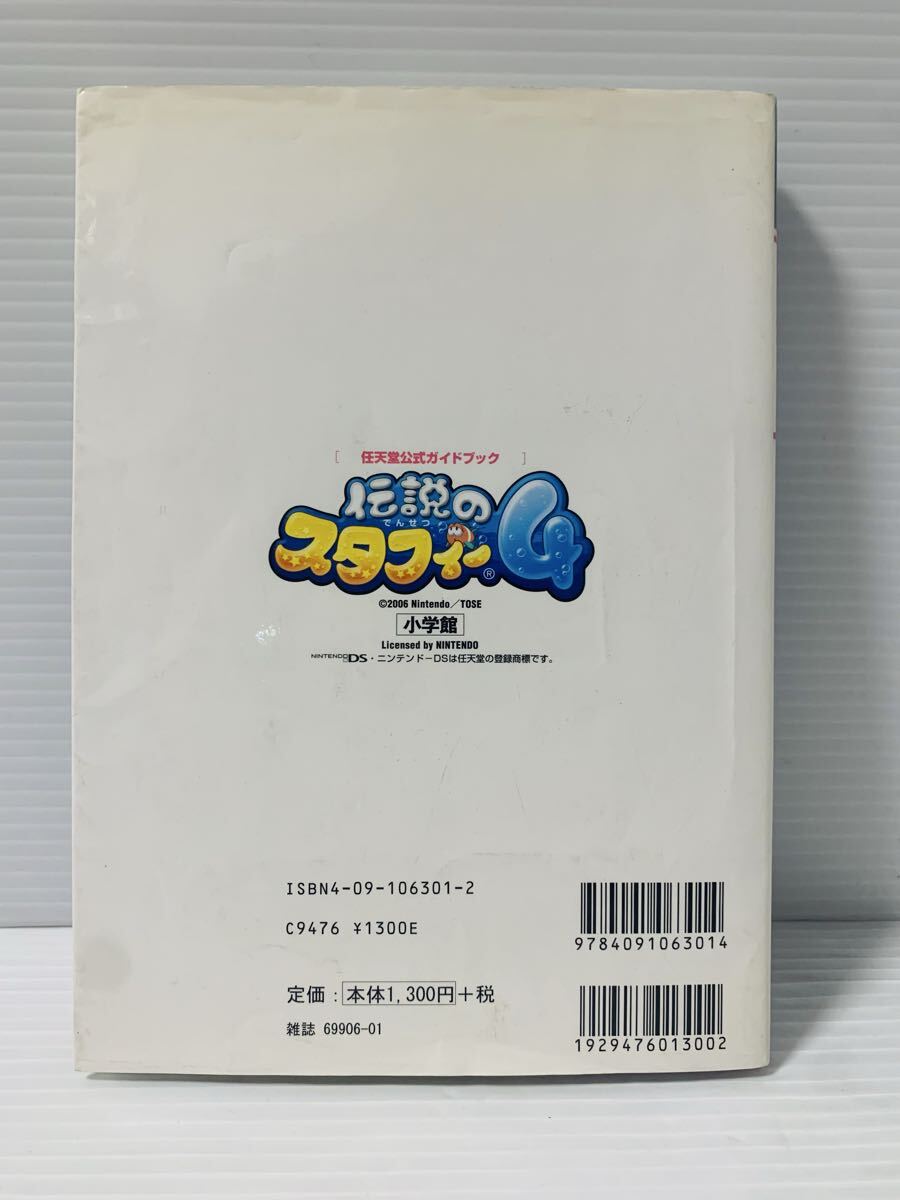 [ 任天堂公式ガイドブック ]
伝説の
でんせつ
スタフィー®4
©2006 Nintendo/TOSE
小学館
Licensed by NINTENDO
NINTENDO DS・ニンテンドーDSは任天堂の登録商標です。
ISBN4-09-106301-2
C9476 ¥1300E
9784091063014
定価：本体1,300円+税
雑誌 69906-01
1929476013002